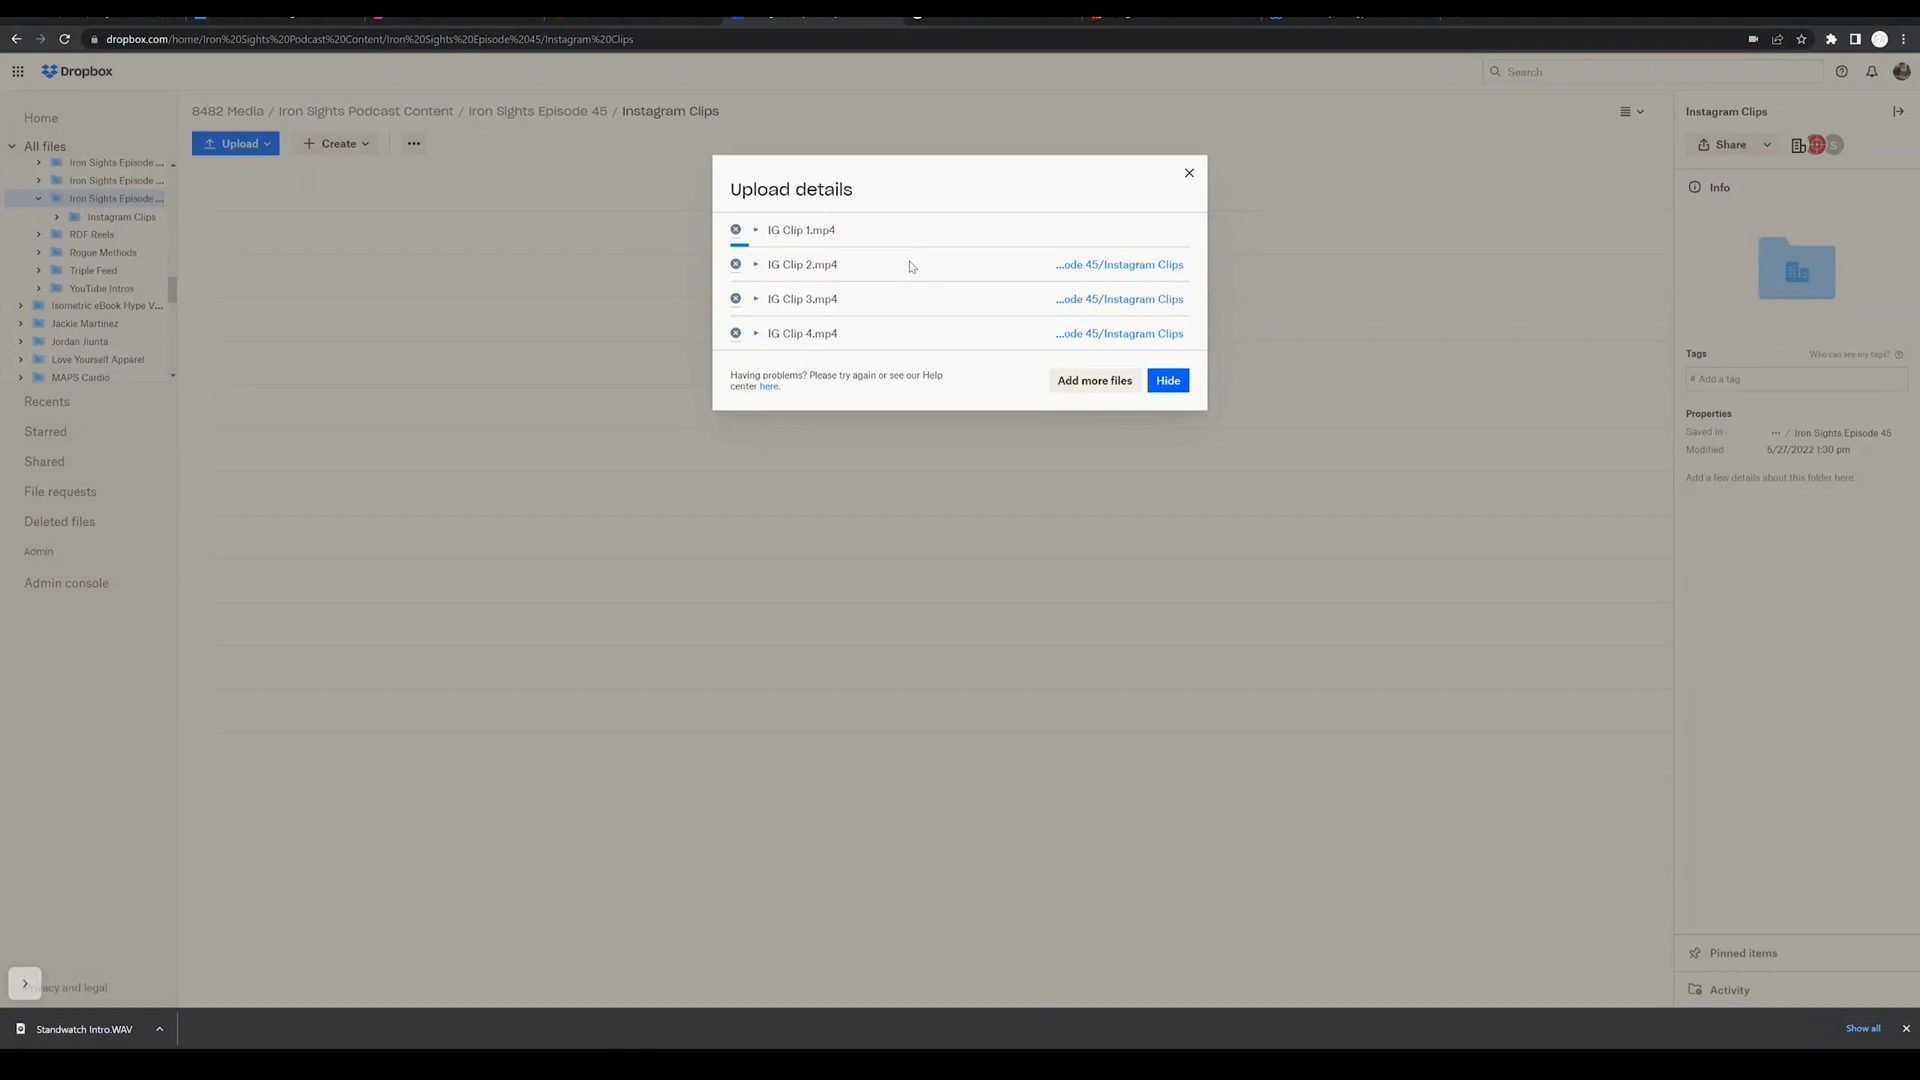 dropbox.com/home/Iron%20Sights%20Podcast%20Content/Iron%20Sights%20Episode%2045/Instagram%20Clips
Dropbox
Search
Home
All files
Iron Sights Episode ...
Iron Sights Episode ...
Iron Sights Episode ...
Instagram Clips
RDF Reels
Rogue Methods
Triple Feed
YouTube Intros
Isometric eBook Hype V...
Jackie Martinez
Jordan Jiunta
Love Yourself Apparel
MAPS Cardio
Recents
Starred
Shared
File requests
Deleted files
Admin
Admin console
8482 Media / Iron Sights Podcast Content / Iron Sights Episode 45 / Instagram Clips
Upload
Create
Upload details
IG Clip 1.mp4
IG Clip 2.mp4 ...ode 45/Instagram Clips
IG Clip 3.mp4 ...ode 45/Instagram Clips
IG Clip 4.mp4 ...ode 45/Instagram Clips
Having problems? Please try again or see our Help
center here.
Add more files
Hide
Instagram Clips
Share
S
Info
Tags
Who can see my tags?
# Add a tag
Properties
Saved in ... / Iron Sights Episode 45
Modified 5/27/2022 1:30 pm
Add a few details about this folder here.
Pinned items
Activity
ivacy and legal
Standwatch Intro.WAV
Show all